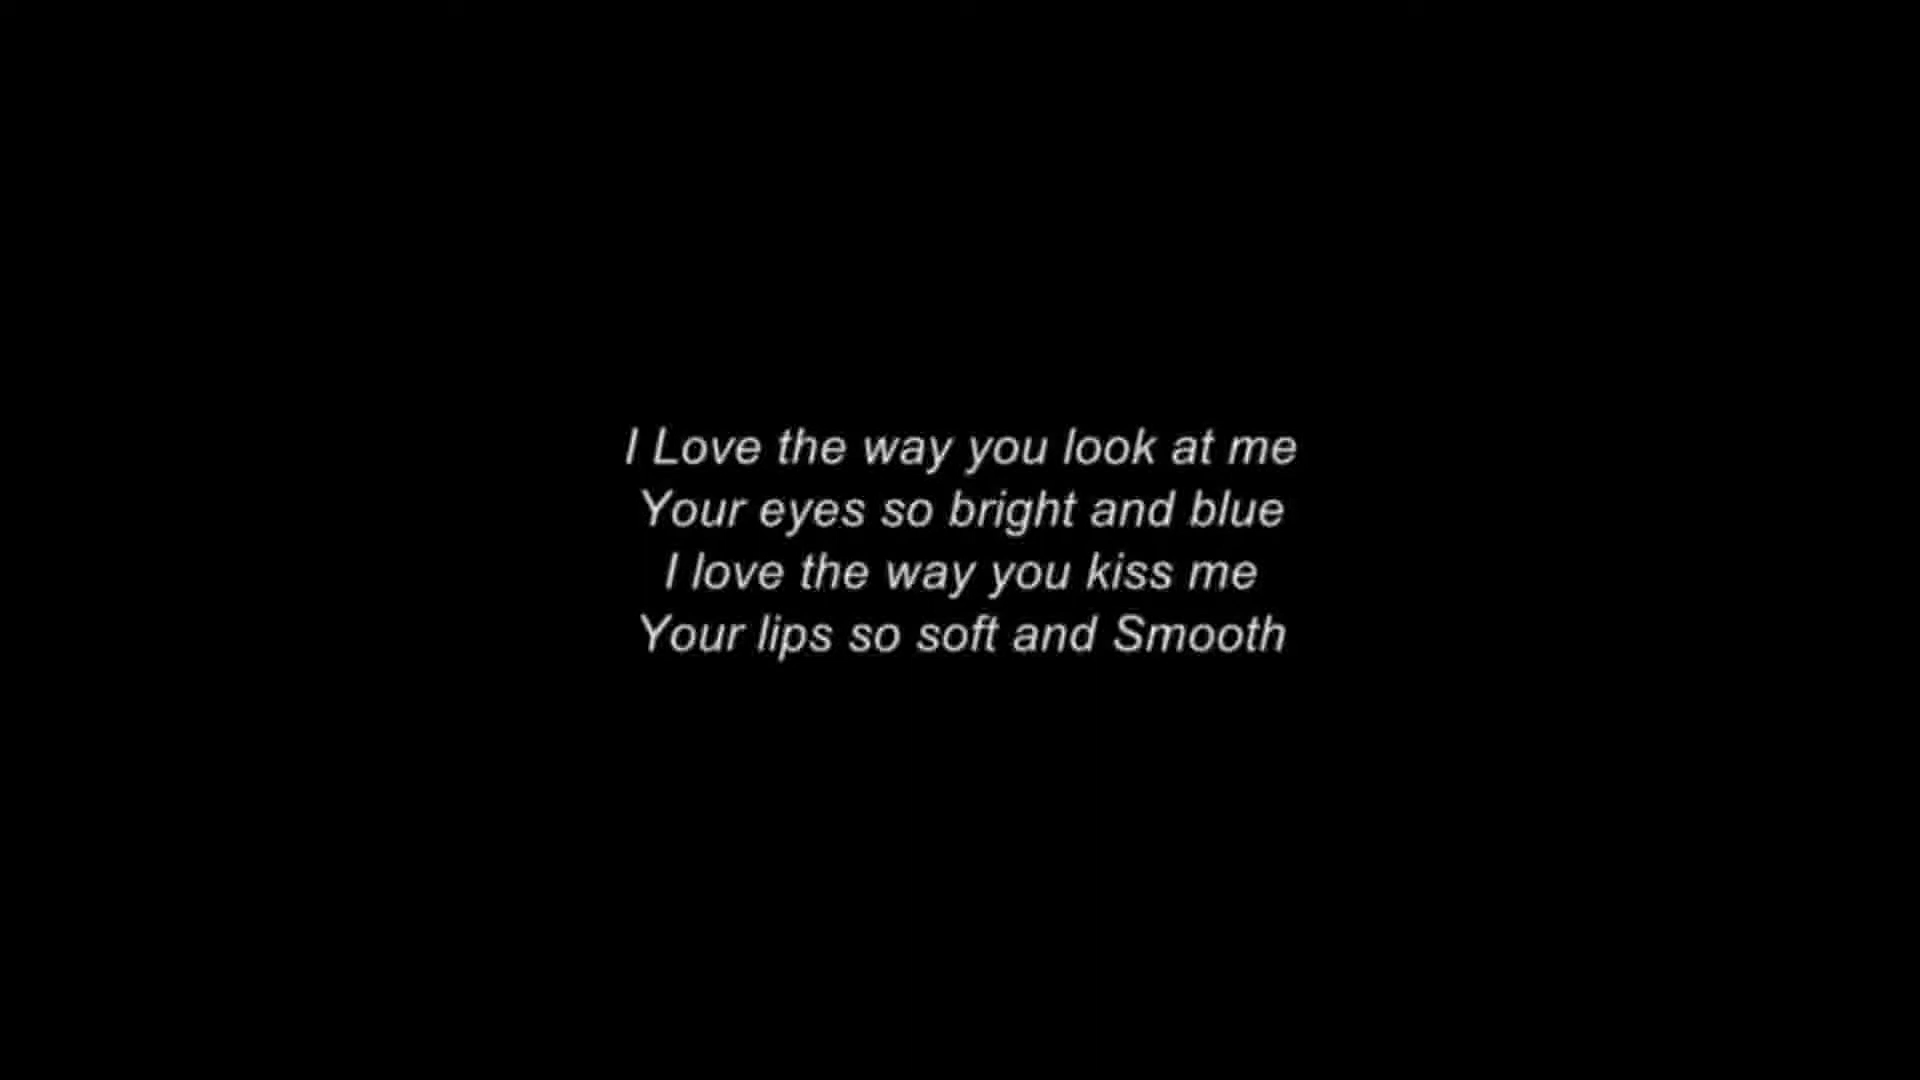 I Love the way you look at me
Your eyes so bright and blue
I love the way you kiss me
Your lips so soft and Smooth